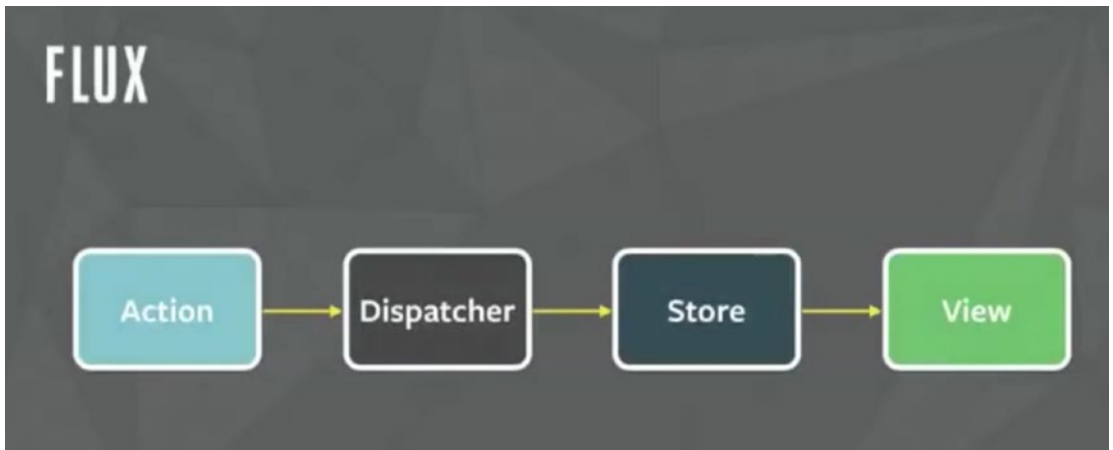 FLUX
Action
Dispatcher
Store
View